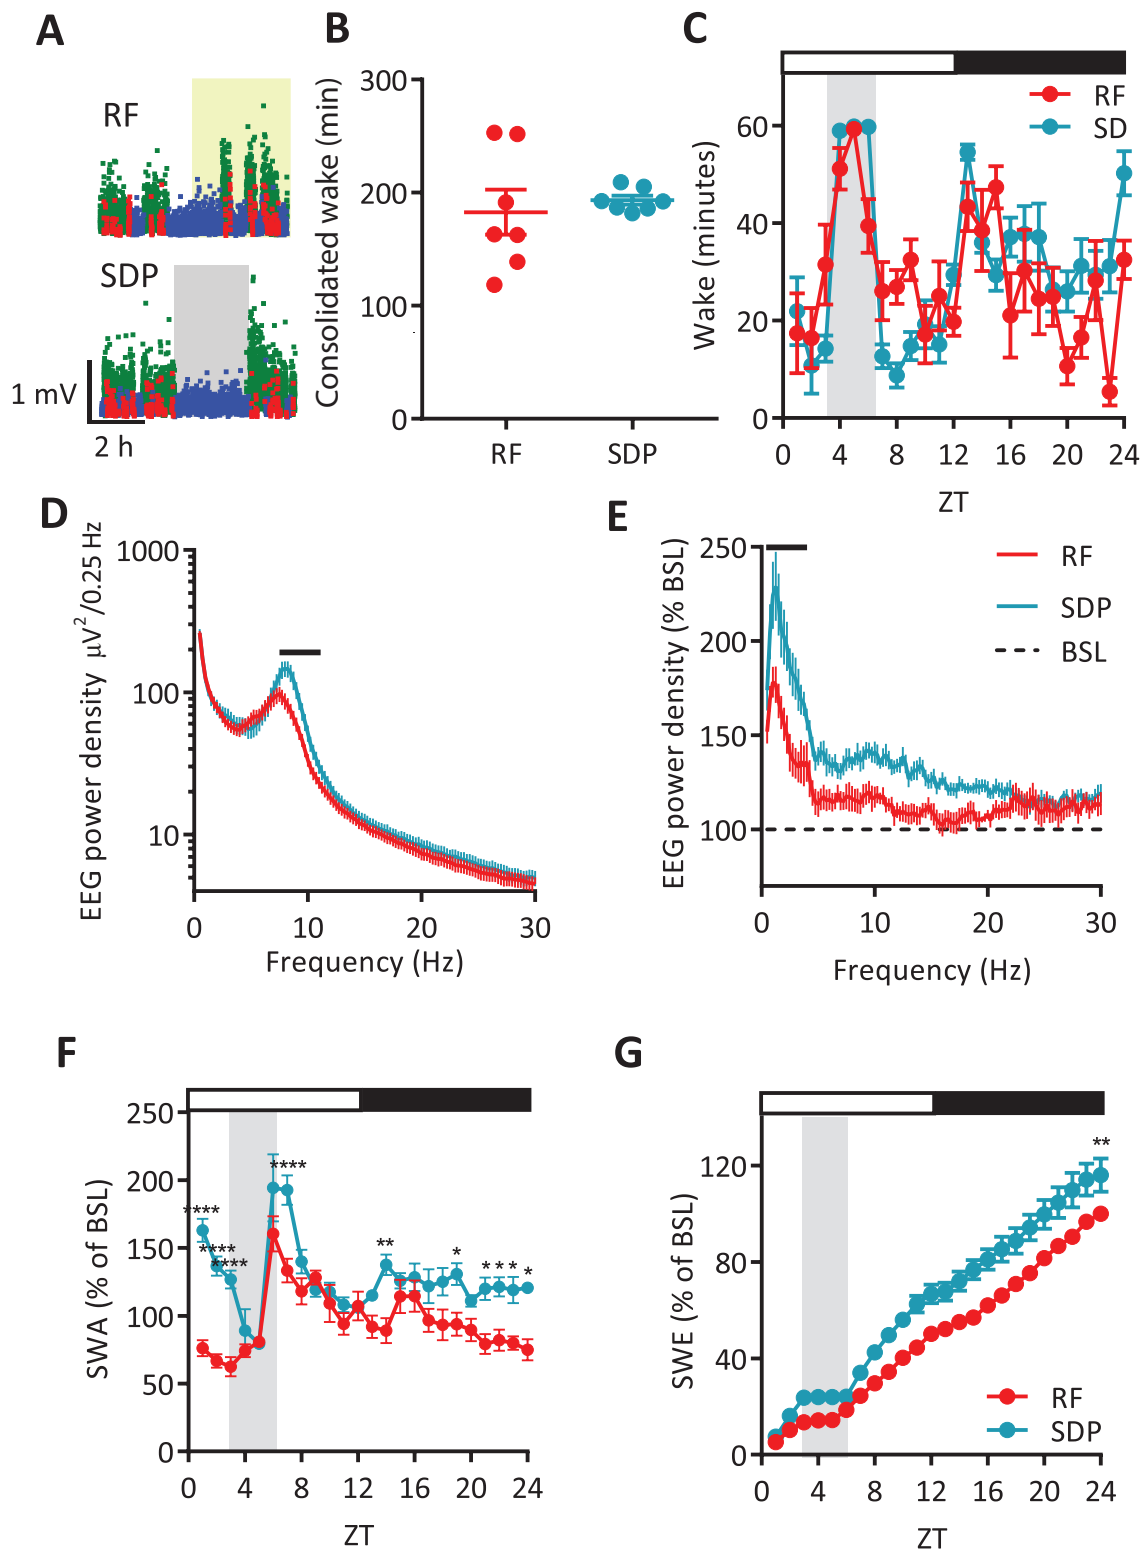 A
RF
SDP
1 mV
2 h
B
Consolidated wake (min)
300
200
100
0
RF
SDP
C
RF
SD
Wake (minutes)
60
40
20
0
0 4 8 12 16 20 24
ZT
D
EEG power density μV²/0.25 Hz
1000
100
10
0 10 20 30
Frequency (Hz)
E
EEG power density (% BSL)
250
200
150
100
RF
SDP
BSL
0 10 20 30
Frequency (Hz)
F
SWA (% of BSL)
250
200
150
100
50
0
****
****
****
****
**
*
* * *
*
0 4 8 12 16 20 24
ZT
G
SWE (% of BSL)
120
80
40
0
**
RF
SDP
0 4 8 12 16 20 24
ZT